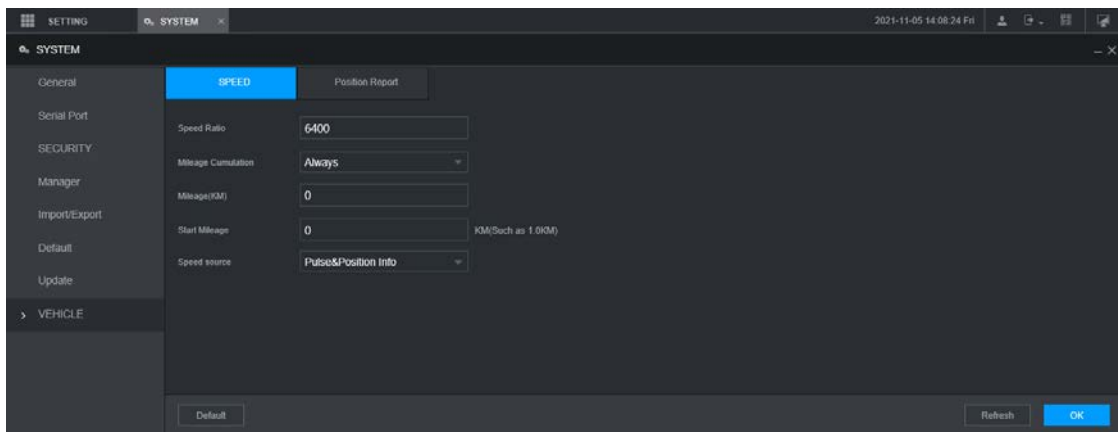 SETTING
SYSTEM
2021-11-05 14:08:24 Fri
SYSTEM
General
Serial Port
SECURITY
Manager
Import/Export
Default
Update
VEHICLE
SPEED
Position Report
Speed Ratio
6400
Mileage Cumulation
Always
Mileage(KM)
0
Start Mileage
0
KM(Such as 1.0KM)
Speed source
Pulse&Position Info
Default
Refresh
OK